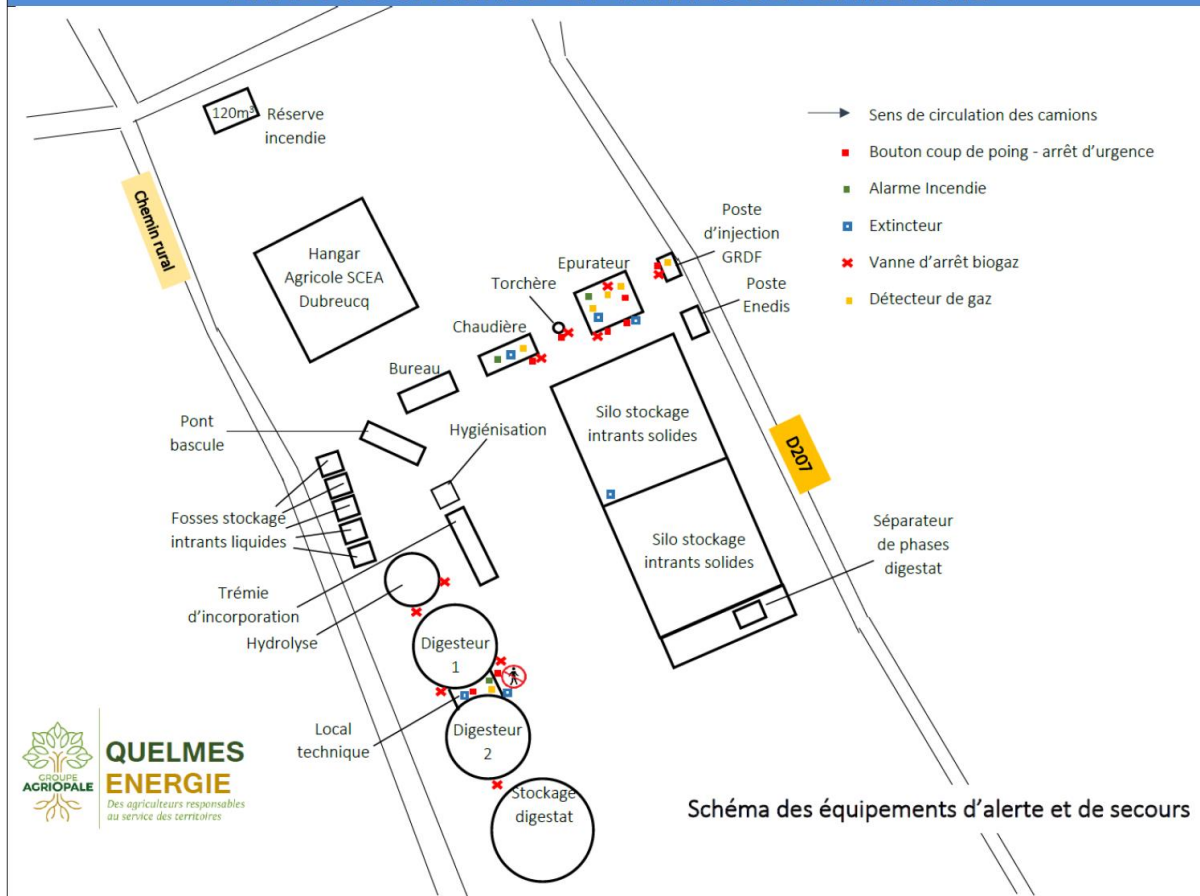 120m³
Réserve
incendie
Chemin rural
Hangar
Agricole SCEA
Dubreucq
Sens de circulation des camions
Bouton coup de poing - arrêt d'urgence
Alarme Incendie
Extincteur
Vanne d'arrêt biogaz
Détecteur de gaz
Poste
d'injection
GRDF
Epurateur
Torchère
Poste
Enedis
Chaudière
Bureau
Pont
bascule
Hygiénisation
Silo stockage
intrants solides
D207
Fosses stockage
intrants liquides
Silo stockage
intrants solides
Séparateur
de phases
digestat
Trémie
d'incorporation
Hydrolyse
Digesteur
1
Local
technique
Digesteur
2
Stockage
digestat
GROUPE
AGRIOPALE
QUELMES
ENERGIE
Des agriculteurs responsables
au service des territoires
Schéma des équipements d'alerte et de secours